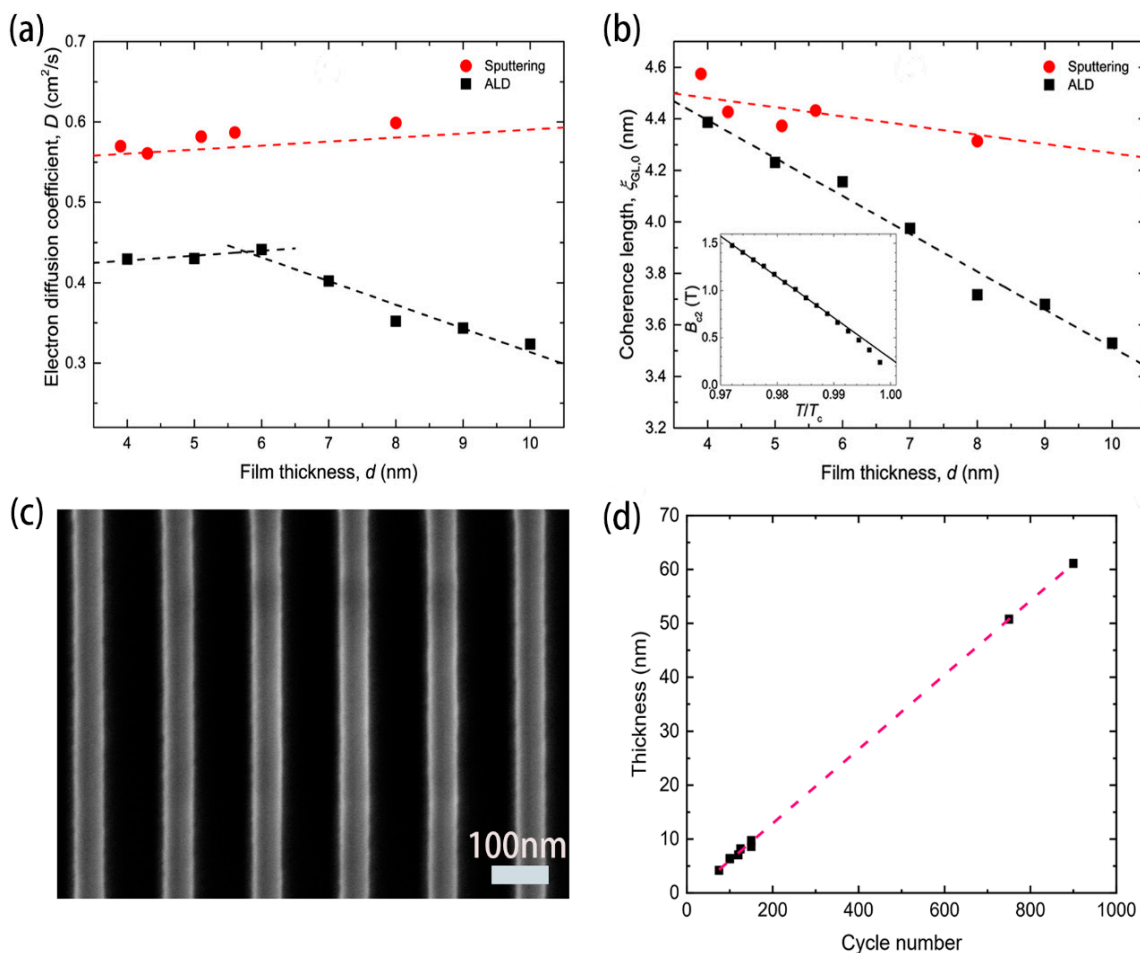 (a)
0.7
0.6
0.5
0.4
0.3
Electron diffusion coefficient, D (cm²/s)
Sputtering
ALD
4 5 6 7 8 9 10
Film thickness, d (nm)
(b)
4.6
4.4
4.2
4.0
3.8
3.6
3.4
3.2
Coherence length, ξGL,0 (nm)
Sputtering
ALD
1.5
1.0
0.5
0.0
Bc2 (T)
0.97 0.98 0.99 1.00
T/Tc
4 5 6 7 8 9 10
Film thickness, d (nm)
(c)
100nm
(d)
70
60
50
40
30
20
10
0
Thickness (nm)
0 200 400 600 800 1000
Cycle number